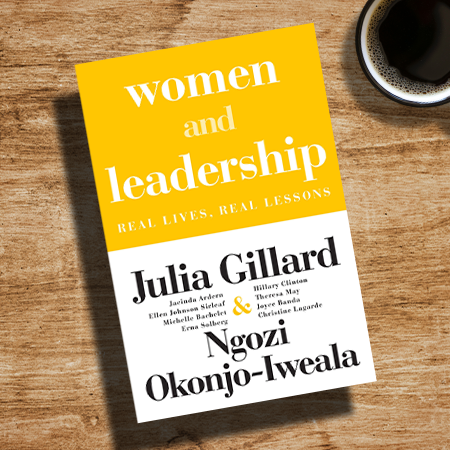 women
and
leadership
REAL LIVES, REAL LESSONS
Julia Gillard
Jacinda Ardern
Ellen Johnson Sirleaf
Michelle Bachelet
Erna Solberg
&
Hillary Clinton
Theresa May
Joyce Banda
Christine Lagarde
Ngozi
Okonjo-Iweala